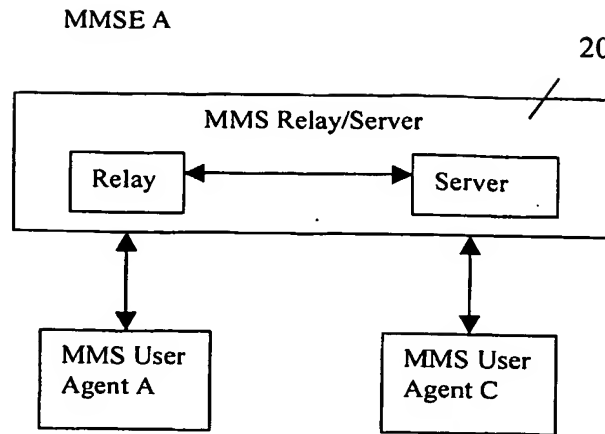 MMSE A
20
MMS Relay/Server
Relay
Server
MMS User
Agent A
MMS User
Agent C